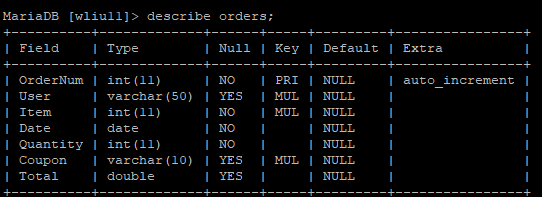 MariaDB [wliu11]> describe orders;
+-----------+-------------+------+-----+---------+----------------+
| Field     | Type        | Null | Key | Default | Extra          |
+-----------+-------------+------+-----+---------+----------------+
| OrderNum  | int(11)     | NO   | PRI | NULL    | auto_increment |
| User      | varchar(50) | YES  | MUL | NULL    |                |
| Item      | int(11)     | NO   | MUL | NULL    |                |
| Date      | date        | NO   |     | NULL    |                |
| Quantity  | int(11)     | NO   |     | NULL    |                |
| Coupon    | varchar(10) | YES  | MUL | NULL    |                |
| Total     | double      | YES  |     | NULL    |                |
+-----------+-------------+------+-----+---------+----------------+